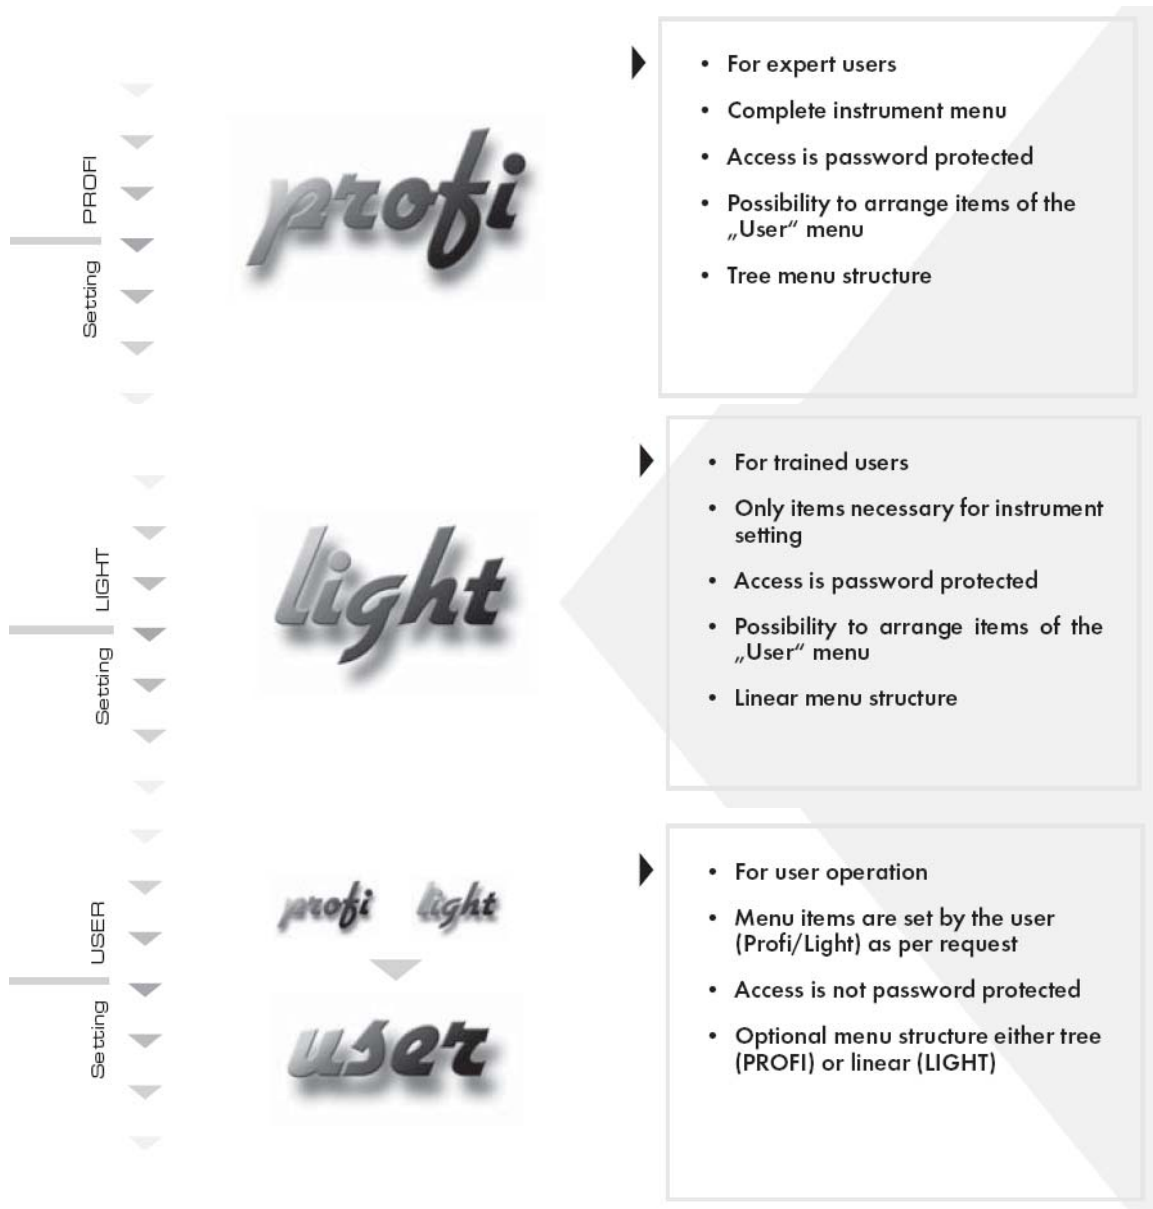 Setting PROFI
profi
• For expert users
• Complete instrument menu
• Access is password protected
• Possibility to arrange items of the
„User“ menu
• Tree menu structure
Setting LIGHT
light
• For trained users
• Only items necessary for instrument
setting
• Access is password protected
• Possibility to arrange items of the
„User“ menu
• Linear menu structure
Setting USER
profi light
user
• For user operation
• Menu items are set by the user
(Profi/Light) as per request
• Access is not password protected
• Optional menu structure either tree
(PROFI) or linear (LIGHT)